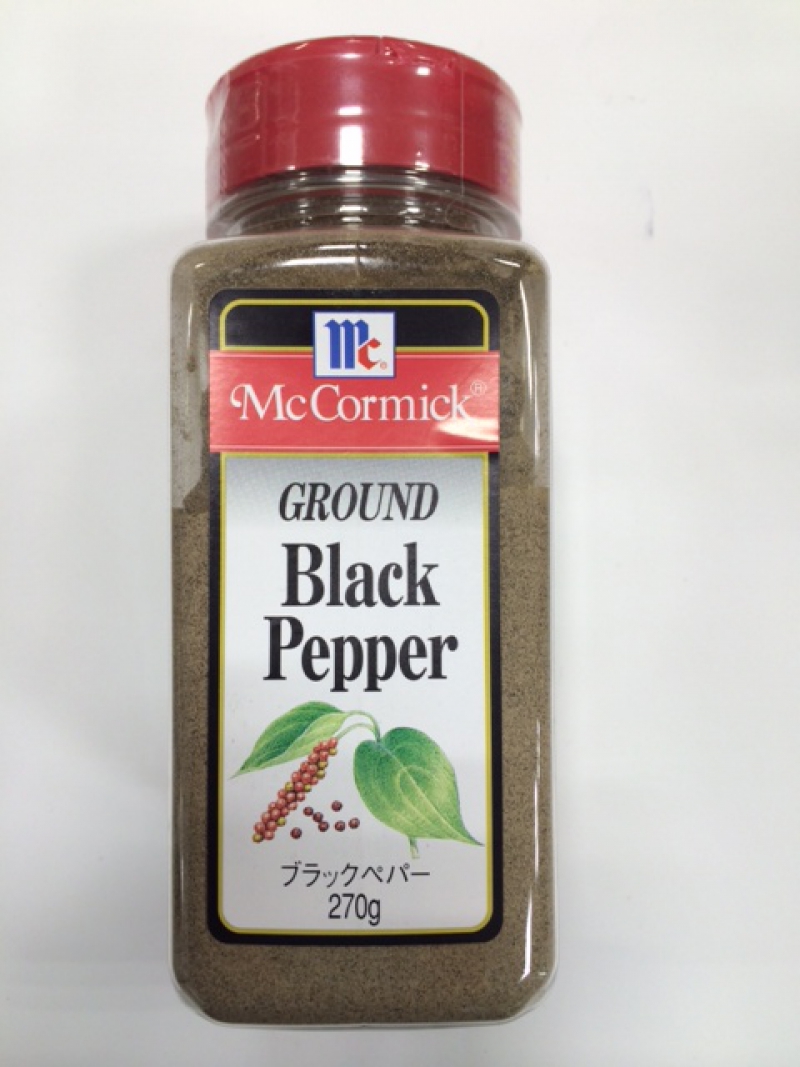 Mc®
McCormick®
GROUND
Black
Pepper
ブラックペパー
270g